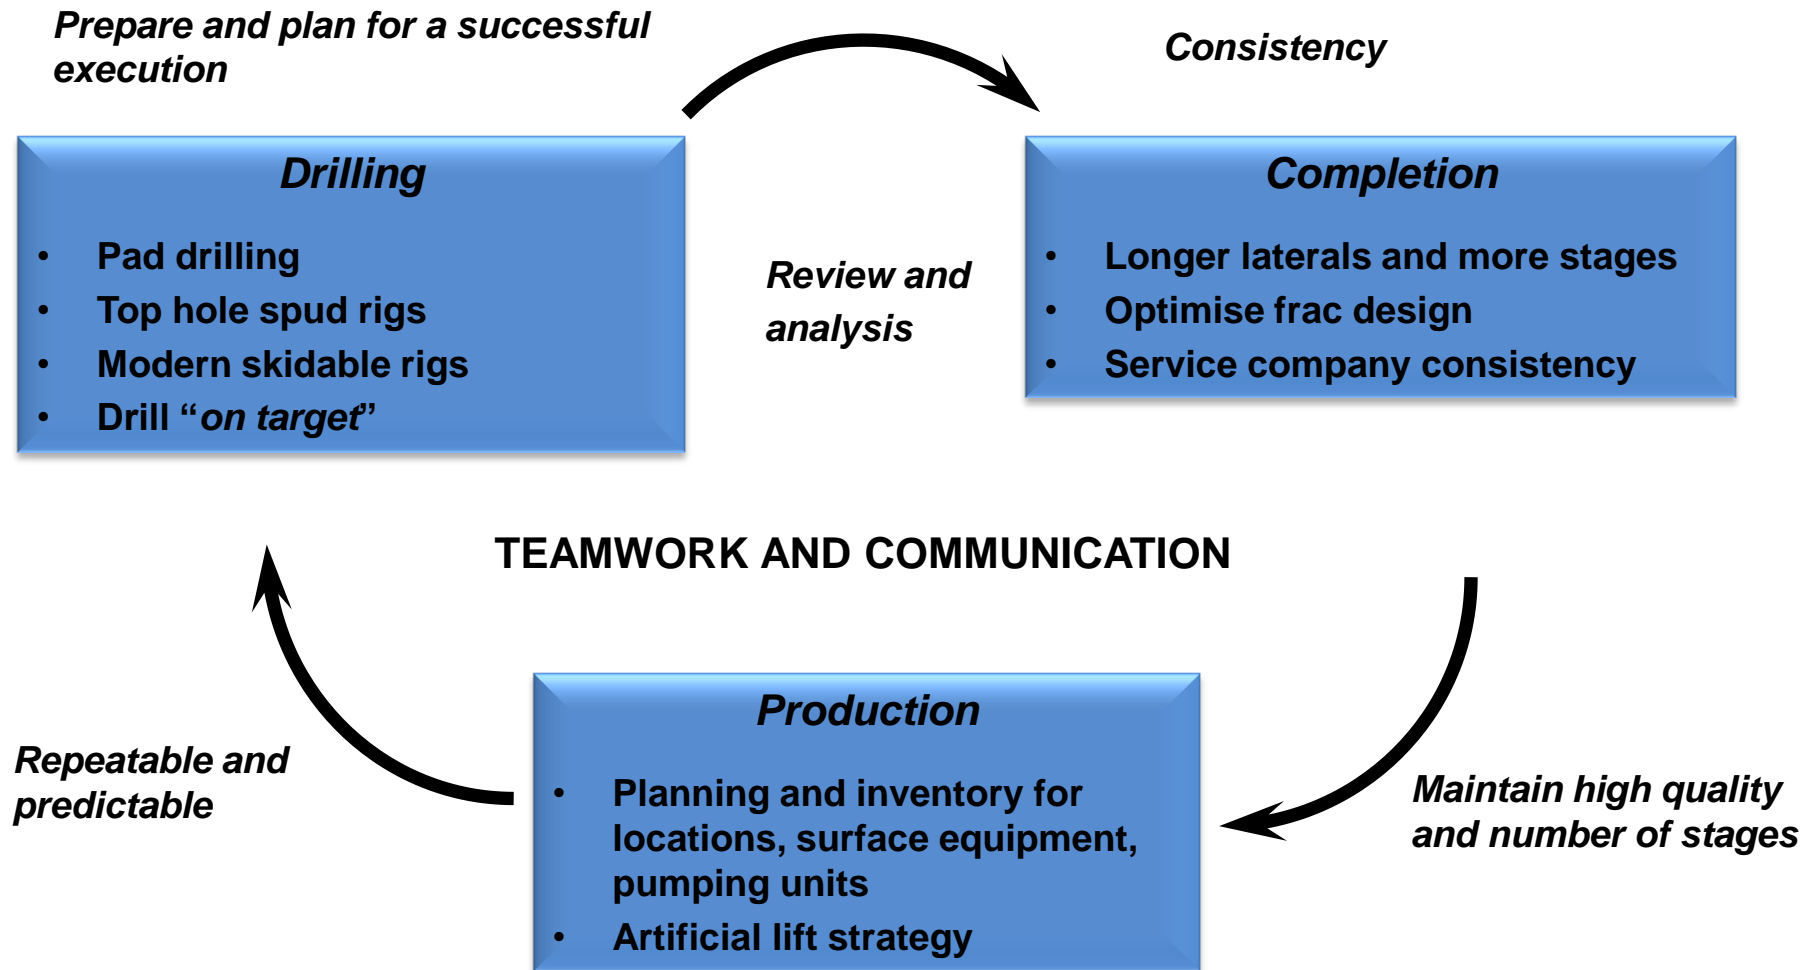 Prepare and plan for a successful
execution
Consistency
Drilling
• Pad drilling
• Top hole spud rigs
• Modern skidable rigs
• Drill “on target”
Review and
analysis
Completion
• Longer laterals and more stages
• Optimise frac design
• Service company consistency
TEAMWORK AND COMMUNICATION
Repeatable and
predictable
Production
• Planning and inventory for
locations, surface equipment,
pumping units
• Artificial lift strategy
Maintain high quality
and number of stages